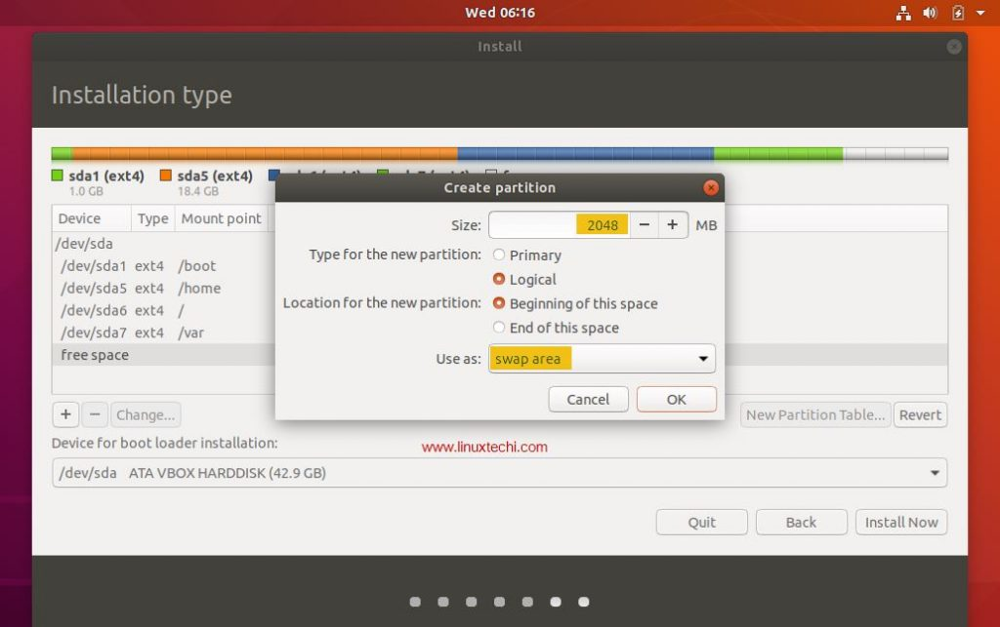 Wed 06:16
Install
Installation type
sda1 (ext4) sda5 (ext4)
1.0 GB 18.4 GB
Create partition
Size: 2048 − + MB
Type for the new partition: Primary
Logical
Location for the new partition: Beginning of this space
End of this space
Use as: swap area
Cancel OK
Device Type Mount point
/dev/sda
/dev/sda1 ext4 /boot
/dev/sda5 ext4 /home
/dev/sda6 ext4 /
/dev/sda7 ext4 /var
free space
+ − Change... New Partition Table... Revert
Device for boot loader installation:
www.linuxtechi.com
/dev/sda ATA VBOX HARDDISK (42.9 GB)
Quit Back Install Now